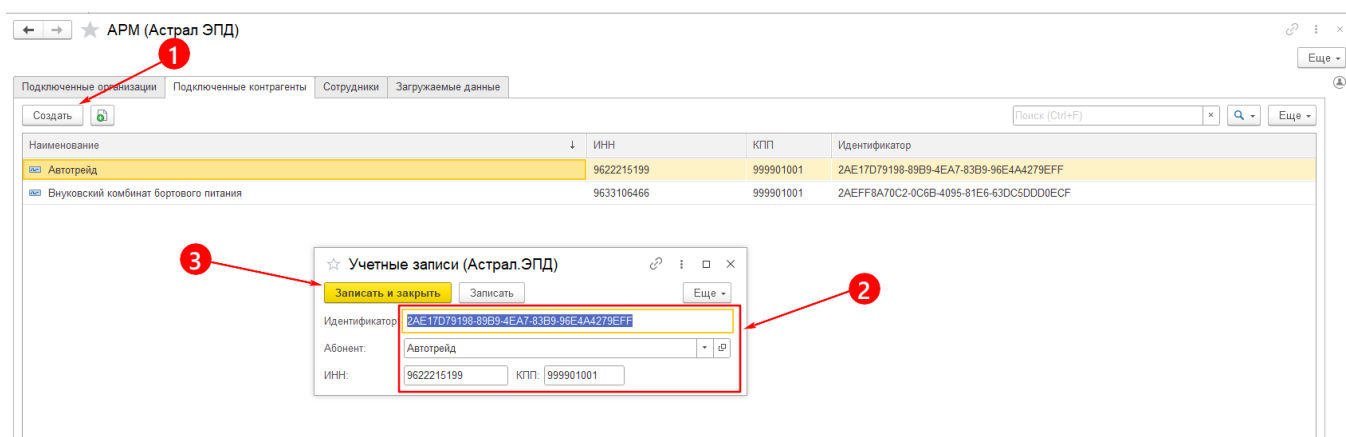 АРМ (Астрал ЭПД)
1
Еще
Подключенные организации Подключенные контрагенты Сотрудники Загружаемые данные
Создать Поиск (Ctrl+F) Еще
Наименование ИНН КПП Идентификатор
Автотрейд 9622215199 999901001 2AE17D79198-89B9-4EA7-83B9-96E4A4279EFF
Внуковский комбинат бортового питания 9633106466 999901001 2AEFF8A70C2-0C6B-4095-81E6-63DC5DDD0ECF
3 Учетные записи (Астрал.ЭПД)
Записать и закрыть Записать Еще 2
Идентификатор: 2AE17D79198-89B9-4EA7-83B9-96E4A4279EFF
Абонент: Автотрейд
ИНН: 9622215199 КПП: 999901001